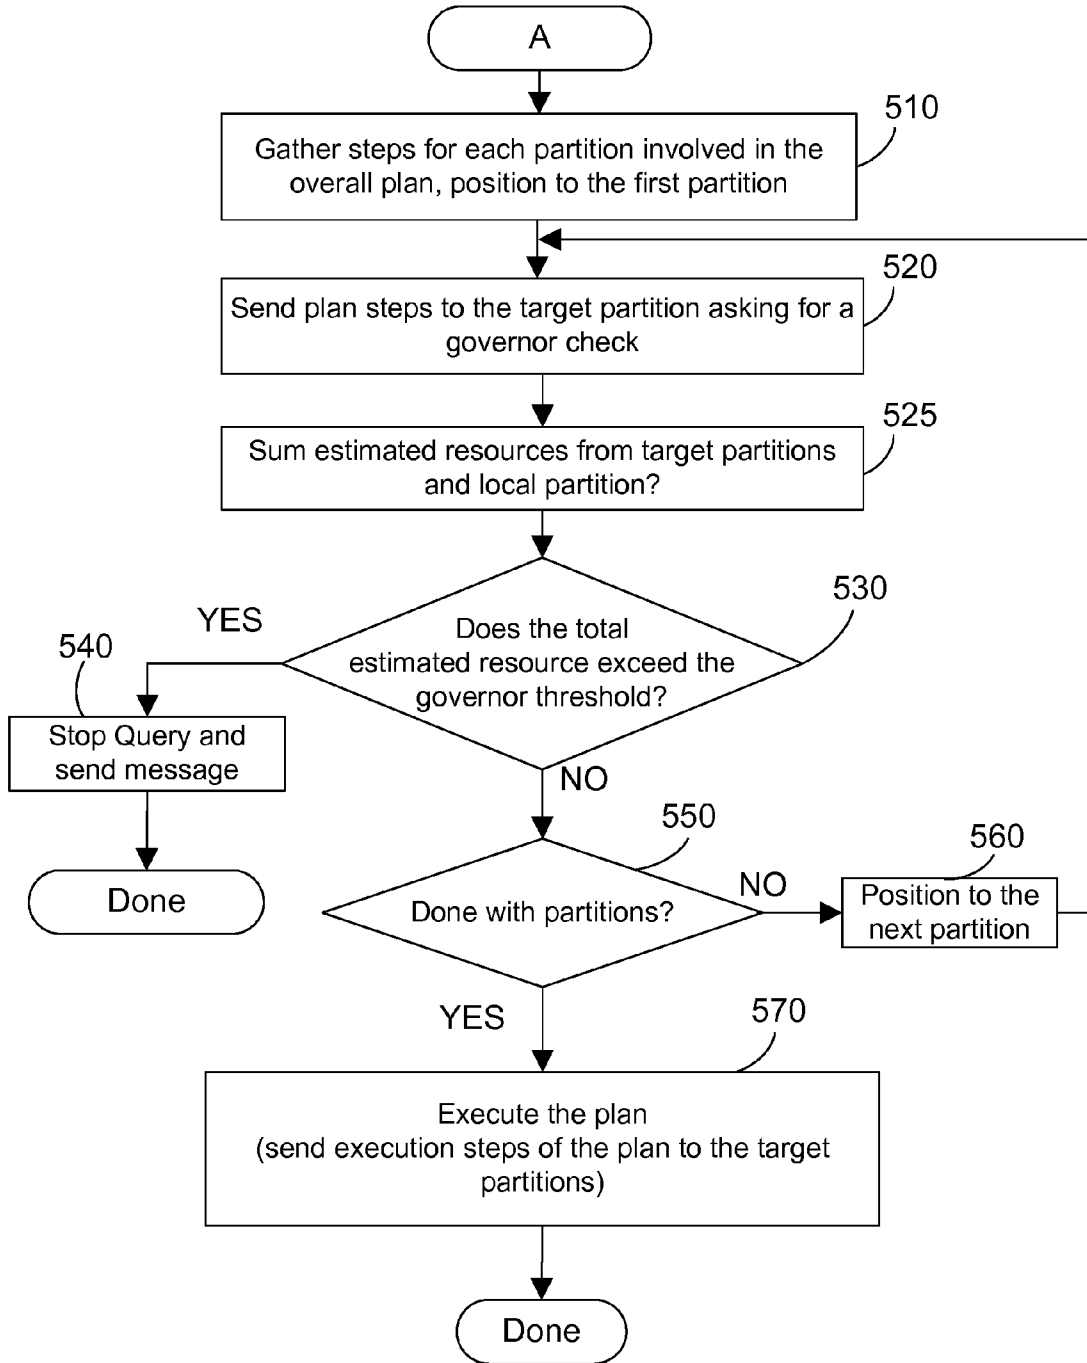 A
510
Gather steps for each partition involved in the
overall plan, position to the first partition
520
Send plan steps to the target partition asking for a
governor check
525
Sum estimated resources from target partitions
and local partition?
530
Does the total
estimated resource exceed the
governor threshold?
YES
540
Stop Query and
send message
Done
NO
550
Done with partitions?
NO
560
Position to the
next partition
YES
570
Execute the plan
(send execution steps of the plan to the target
partitions)
Done